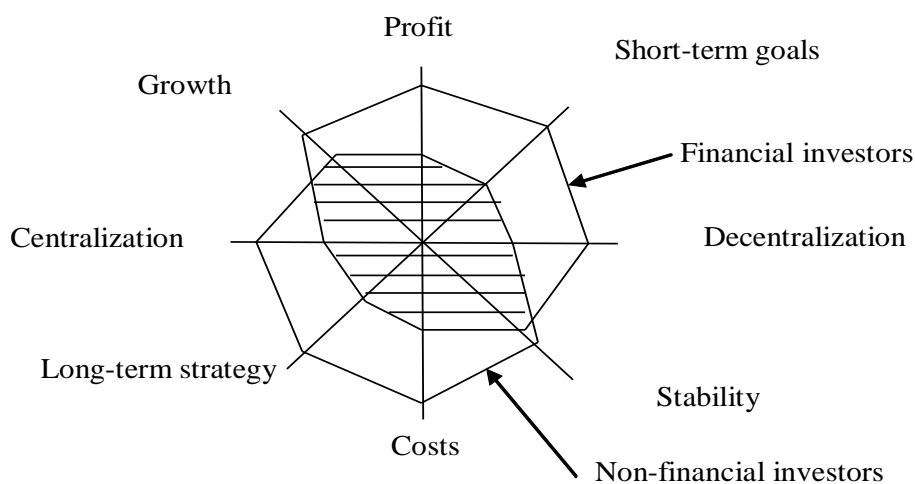 Profit
Short-term goals
Growth
Financial investors
Centralization
Decentralization
Long-term strategy
Stability
Costs
Non-financial investors